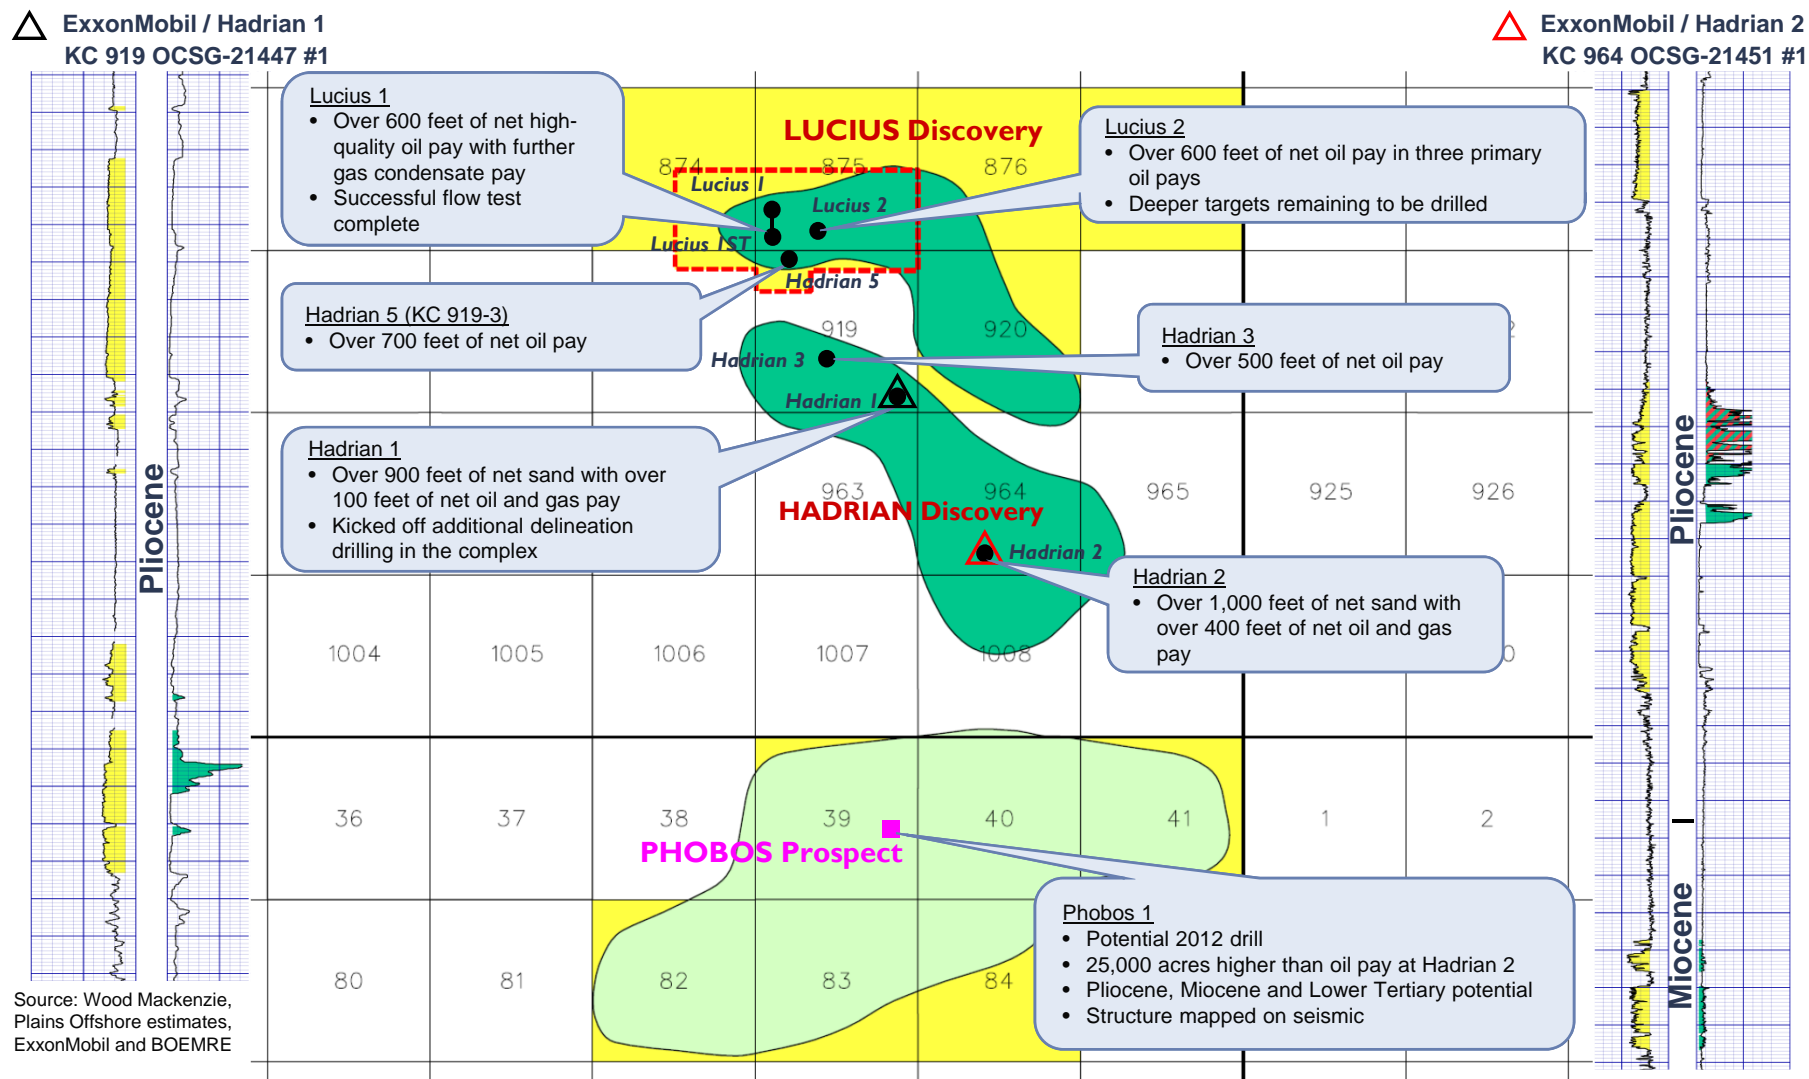 ExxonMobil / Hadrian 1
KC 919 OCSG-21447 #1
ExxonMobil / Hadrian 2
KC 964 OCSG-21451 #1
Lucius 1
• Over 600 feet of net high-
quality oil pay with further
gas condensate pay
• Successful flow test
complete
LUCIUS Discovery
Lucius 2
• Over 600 feet of net oil pay in three primary
oil pays
• Deeper targets remaining to be drilled
874
875
876
Lucius 1
Lucius 2
Lucius 1ST
Hadrian 5
Hadrian 5 (KC 919-3)
• Over 700 feet of net oil pay
919
920
2
Hadrian 3
• Over 500 feet of net oil pay
Hadrian 3
Hadrian 1
Hadrian 1
• Over 900 feet of net sand with over
100 feet of net oil and gas pay
• Kicked off additional delineation
drilling in the complex
963
964
965
925
926
HADRIAN Discovery
Hadrian 2
Hadrian 2
• Over 1,000 feet of net sand with
over 400 feet of net oil and gas
pay
Pliocene
Pliocene
Miocene
1004
1005
1006
1007
1008
0
36
37
38
39
40
41
1
2
PHOBOS Prospect
Phobos 1
• Potential 2012 drill
• 25,000 acres higher than oil pay at Hadrian 2
• Pliocene, Miocene and Lower Tertiary potential
• Structure mapped on seismic
80
81
82
83
84
Source: Wood Mackenzie,
Plains Offshore estimates,
ExxonMobil and BOEMRE